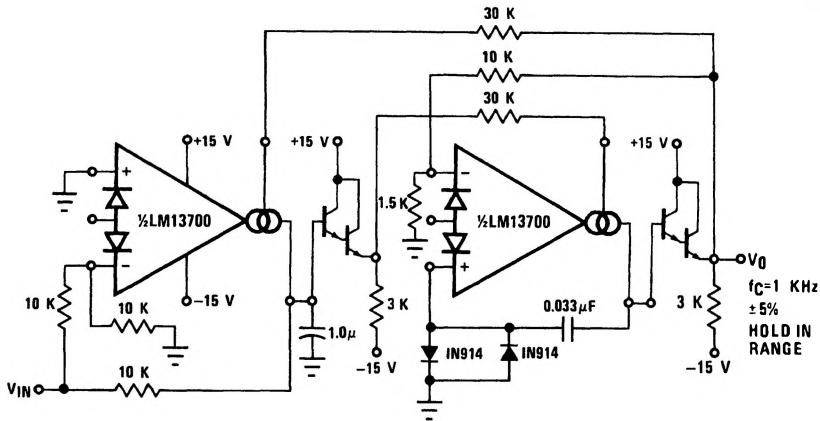 30 K
10 K
30 K
+15 V
+15 V
+15 V
+
−
1.5 K
½LM13700
½LM13700
−
+
V0
10 K
10 K
−15 V
3 K
0.033μF
3 K
fC=1 KHz
±5%
HOLD IN
RANGE
1.0μ
−15 V
IN914
IN914
−15 V
VIN
10 K